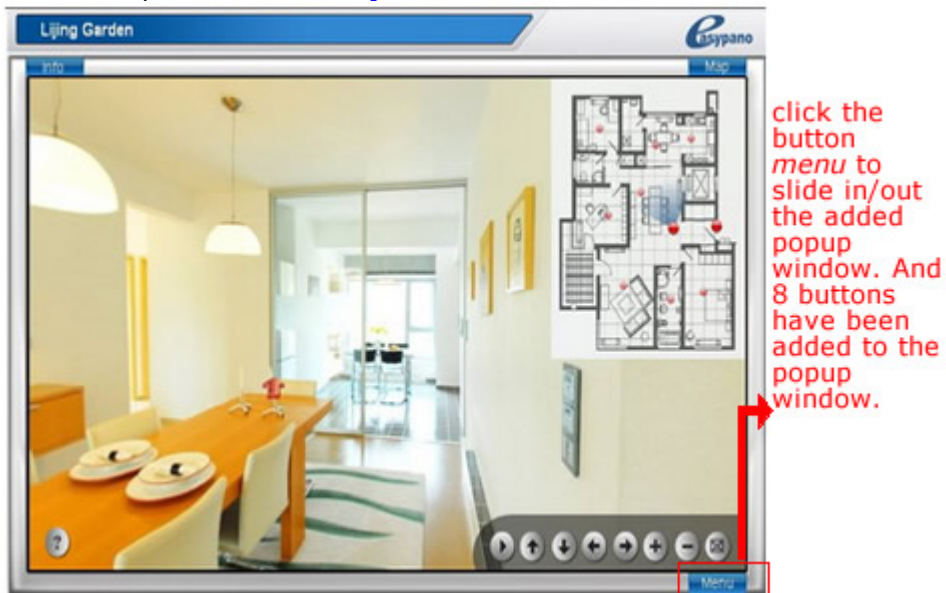 Lijing Garden
Easypano
Info
Map
click the
button
menu to
slide in/out
the added
popup
window. And
8 buttons
have been
added to the
popup
window.
?
Menu